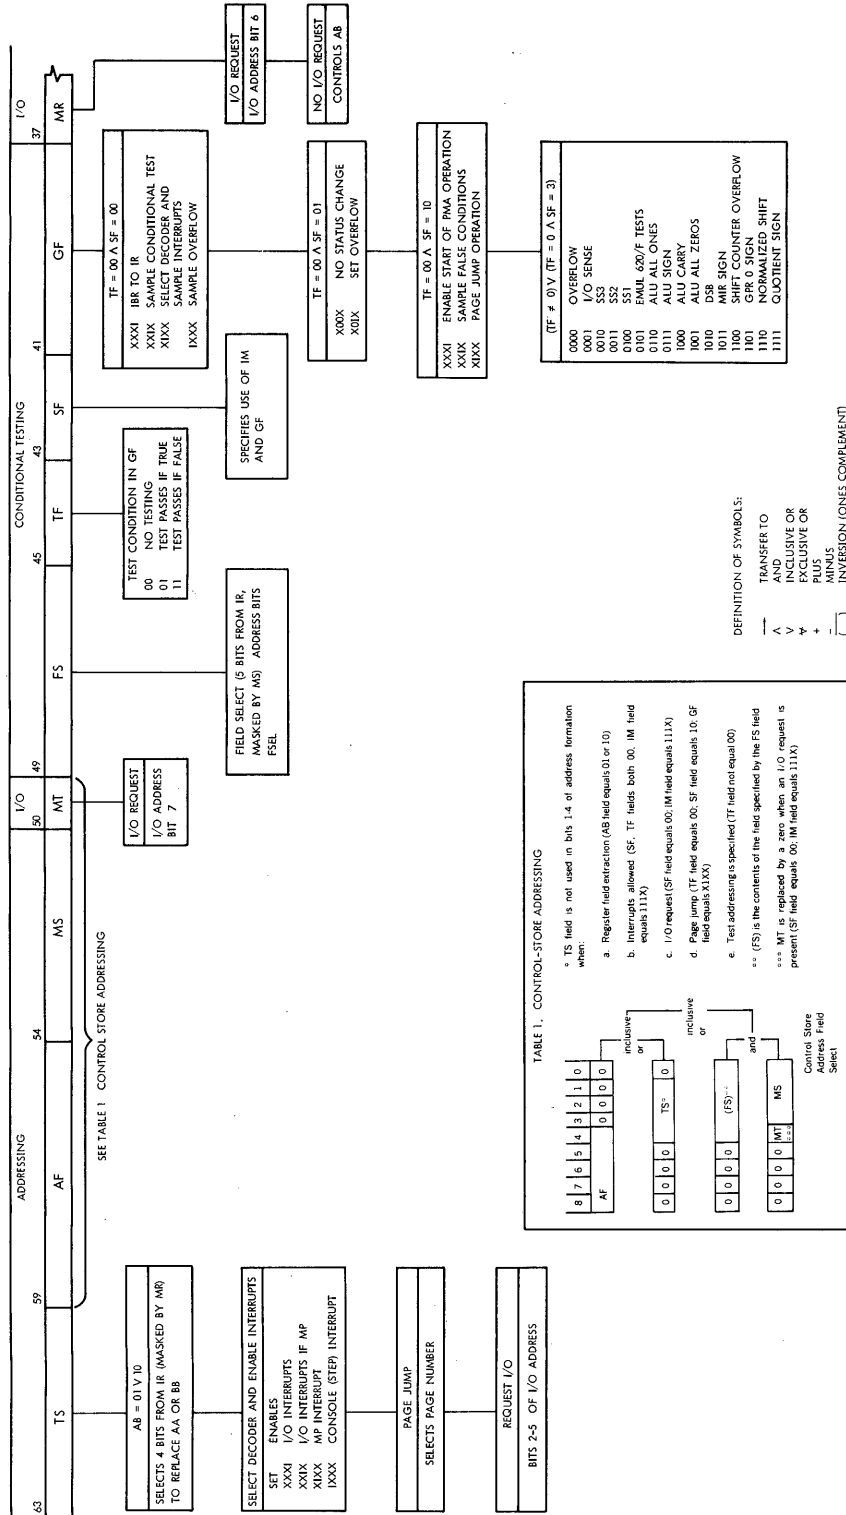 ADDRESSING I/O CONDITIONAL TESTING I/O
63 59 54 50 49 45 43 41 37
TS AF MS MT FS TF SF GF MR
SEE TABLE 1 CONTROL STORE ADDRESSING
AB = 01 V 10
SELECTS 4 BITS FROM IR (MASKED BY MR)
TO REPLACE AA OR BB
SELECT DECODER AND ENABLE INTERRUPTS
SET ENABLES
XXXI I/O INTERRUPTS
XXIX I/O INTERRUPTS IF MP
XIXX MP INTERRUPT
IXXX CONSOLE (STEP) INTERRUPT
PAGE JUMP
SELECTS PAGE NUMBER
REQUEST I/O
BITS 2-5 OF I/O ADDRESS
I/O REQUEST
I/O ADDRESS
BIT 7
FIELD SELECT (5 BITS FROM IR,
MASKED BY MS) ADDRESS BITS
FSEL
TEST CONDITION IN GF
00 NO TESTING
01 TEST PASSES IF TRUE
11 TEST PASSES IF FALSE
SPECIFIES USE OF IM
AND GF
TF = 00 Λ SF = 00
XXXI IBR TO IR
XXIX SAMPLE CONDITIONAL TEST
XIXX SELECT DECODER AND
SAMPLE INTERRUPTS
IXXX SAMPLE OVERFLOW
TF = 00 Λ SF = 01
X00X NO STATUS CHANGE
X01X SET OVERFLOW
TF = 00 Λ SF = 10
XXXI ENABLE START OF PMA OPERATION
XXIX SAMPLE FALSE CONDITIONS
XIXX PAGE JUMP OPERATION
(TF ≠ 0) V (TF = 0 Λ SF = 3)
0000 OVERFLOW
0001 I/O SENSE
0010 SS3
0011 SS2
0100 SS1
0101 EMUL 620/F TESTS
0110 ALU ALL ONES
0111 ALU SIGN
1000 ALU CARRY
1001 ALU ALL ZEROS
1010 DSB
1011 MIR SIGN
1100 SHIFT COUNTER OVERFLOW
1101 GPR 0 SIGN
1110 NORMALIZED SHIFT
1111 QUOTIENT SIGN
I/O REQUEST
I/O ADDRESS BIT 6
NO I/O REQUEST
CONTROLS AB
TABLE 1. CONTROL-STORE ADDRESSING
8 7 6 5 4 3 2 1 0
AF 0 0 0 0
inclusive
or
0 0 0 0 TS* 0
inclusive
or
0 0 0 0 (FS)**
and
0 0 0 0 MT MS
***
Control Store
Address Field
Select
* TS field is not used in bits 1-4 of address formation
when:
a. Register field extraction (AB field equals 01 or 10)
b. Interrupts allowed (SF, TF fields both 00, IM field
equals 111X)
c. I/O request (SF field equals 00; IM field equals 111X)
d. Page jump (TF field equals 00; SF field equals 10; GF
field equals X1XX)
e. Test addressing is specified (TF field not equal 00)
** (FS) is the contents of the field specified by the FS field
*** MT is replaced by a zero when an I/O request is
present (SF field equals 00; IM field equals 111X)
DEFINITION OF SYMBOLS:
→ TRANSFER TO
Λ AND
V INCLUSIVE OR
⊻ EXCLUSIVE OR
+ PLUS
- MINUS
INVERSION (ONES COMPLEMENT)